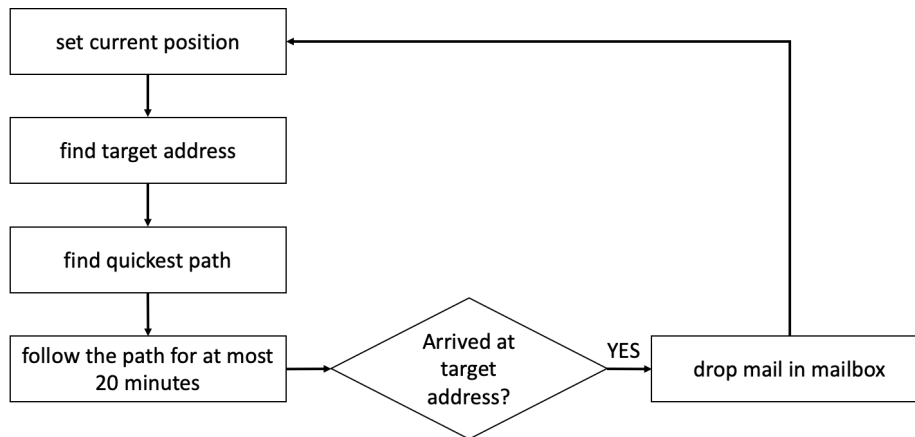 set current position
find target address
find quickest path
follow the path for at most
20 minutes
Arrived at
target
address?
YES
drop mail in mailbox